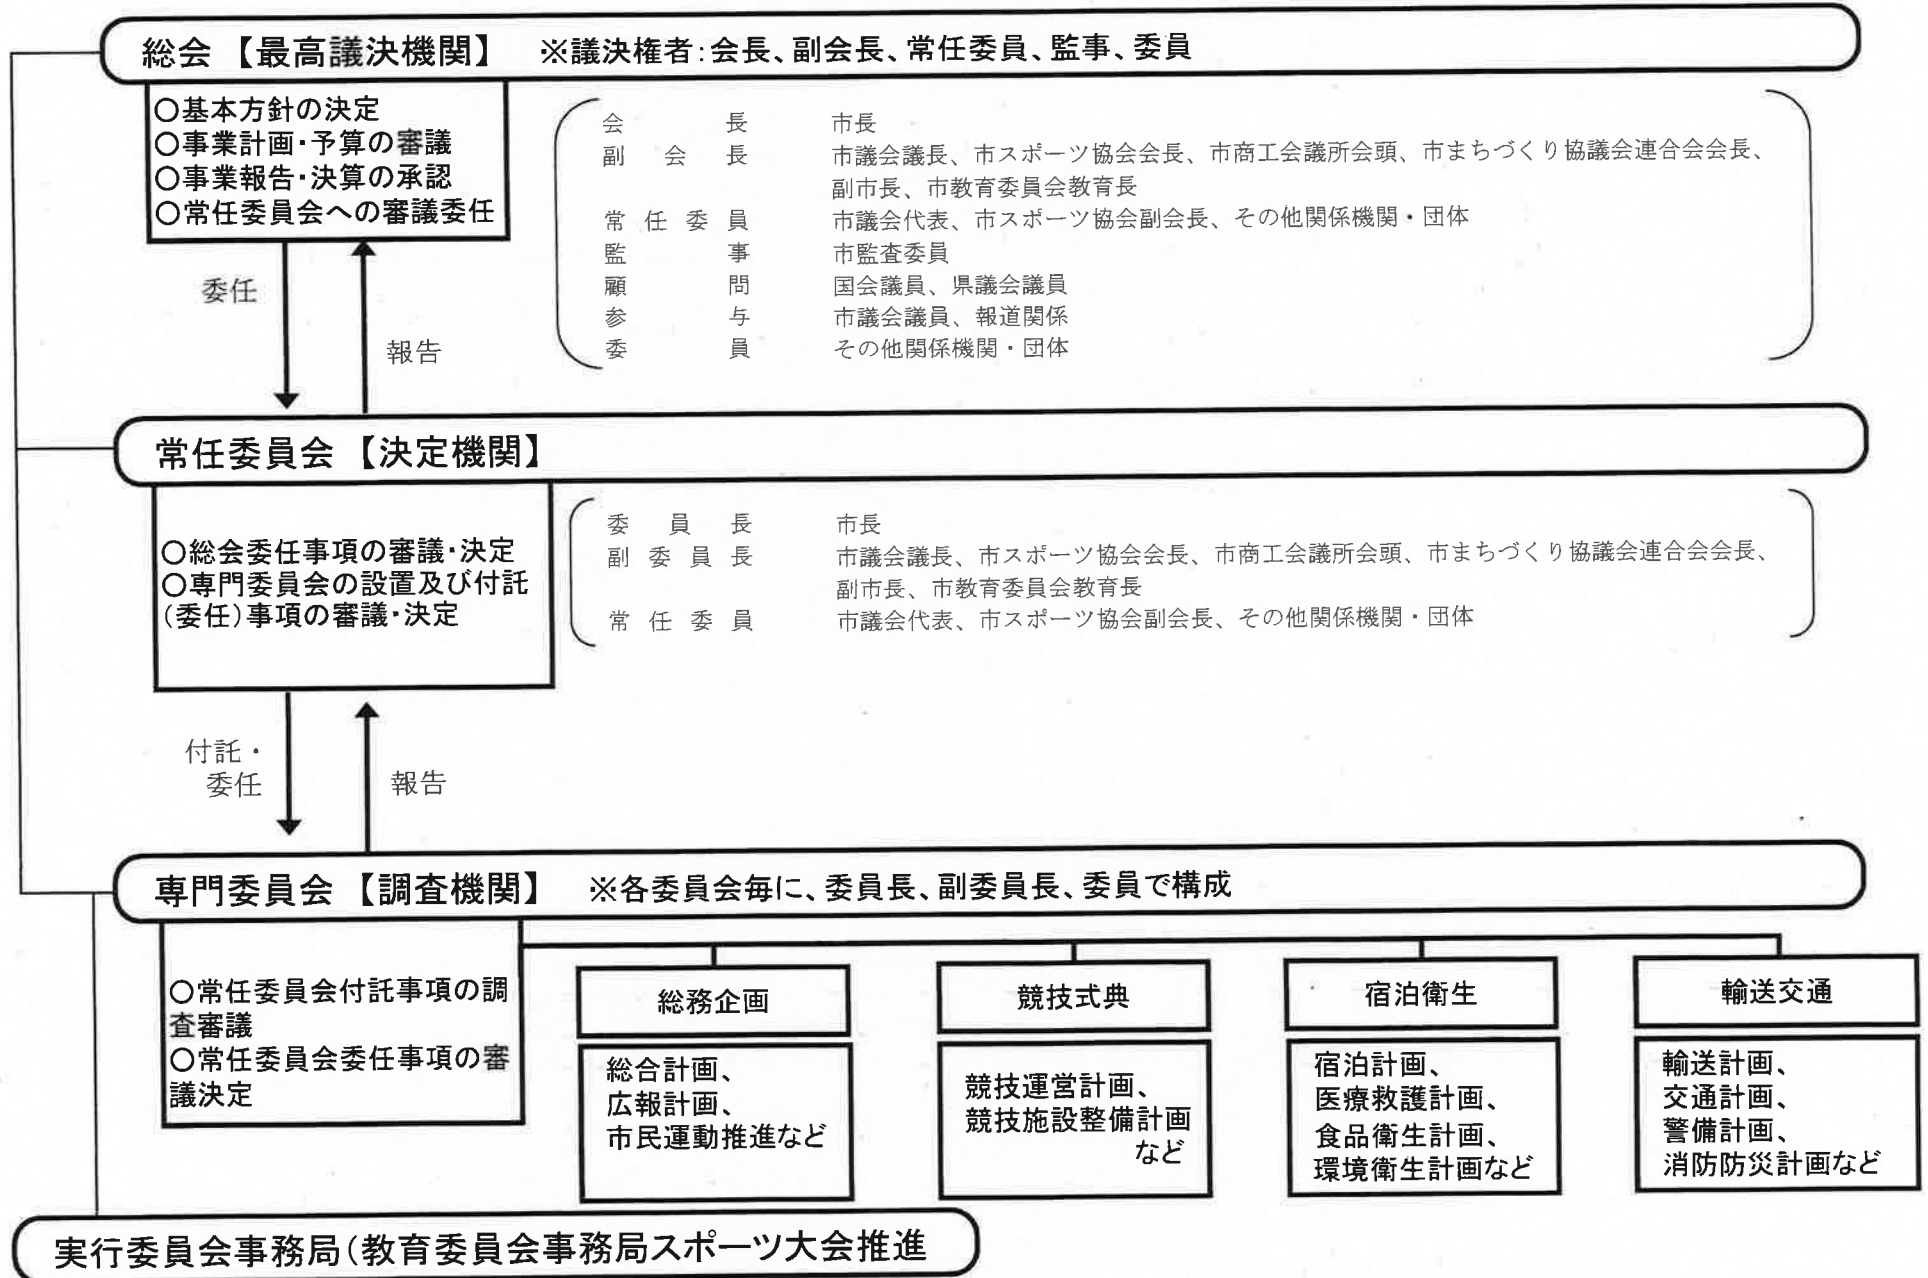 総会 【最高議決機関】 ※議決権者:会長、副会長、常任委員、監事、委員
○基本方針の決定
○事業計画・予算の審議
○事業報告・決算の承認
○常任委員会への審議委任
会長 市長
副会長 市議会議長、市スポーツ協会会長、市商工会議所会頭、市まちづくり協議会連合会会長、
副市長、市教育委員会教育長
常任委員 市議会代表、市スポーツ協会副会長、その他関係機関・団体
監事 市監査委員
顧問 国会議員、県議会議員
参与 市議会議員、報道関係
委員 その他関係機関・団体
委任
報告
常任委員会 【決定機関】
○総会委任事項の審議・決定
○専門委員会の設置及び付託
(委任)事項の審議・決定
委員長 市長
副委員長 市議会議長、市スポーツ協会会長、市商工会議所会頭、市まちづくり協議会連合会会長、
副市長、市教育委員会教育長
常任委員 市議会代表、市スポーツ協会副会長、その他関係機関・団体
付託・
委任
報告
専門委員会 【調査機関】 ※各委員会毎に、委員長、副委員長、委員で構成
○常任委員会付託事項の調
査審議
○常任委員会委任事項の審
議決定
総務企画
総合計画、
広報計画、
市民運動推進など
競技式典
競技運営計画、
競技施設整備計画
など
宿泊衛生
宿泊計画、
医療救護計画、
食品衛生計画、
環境衛生計画など
輸送交通
輸送計画、
交通計画、
警備計画、
消防防災計画など
実行委員会事務局(教育委員会事務局スポーツ大会推進